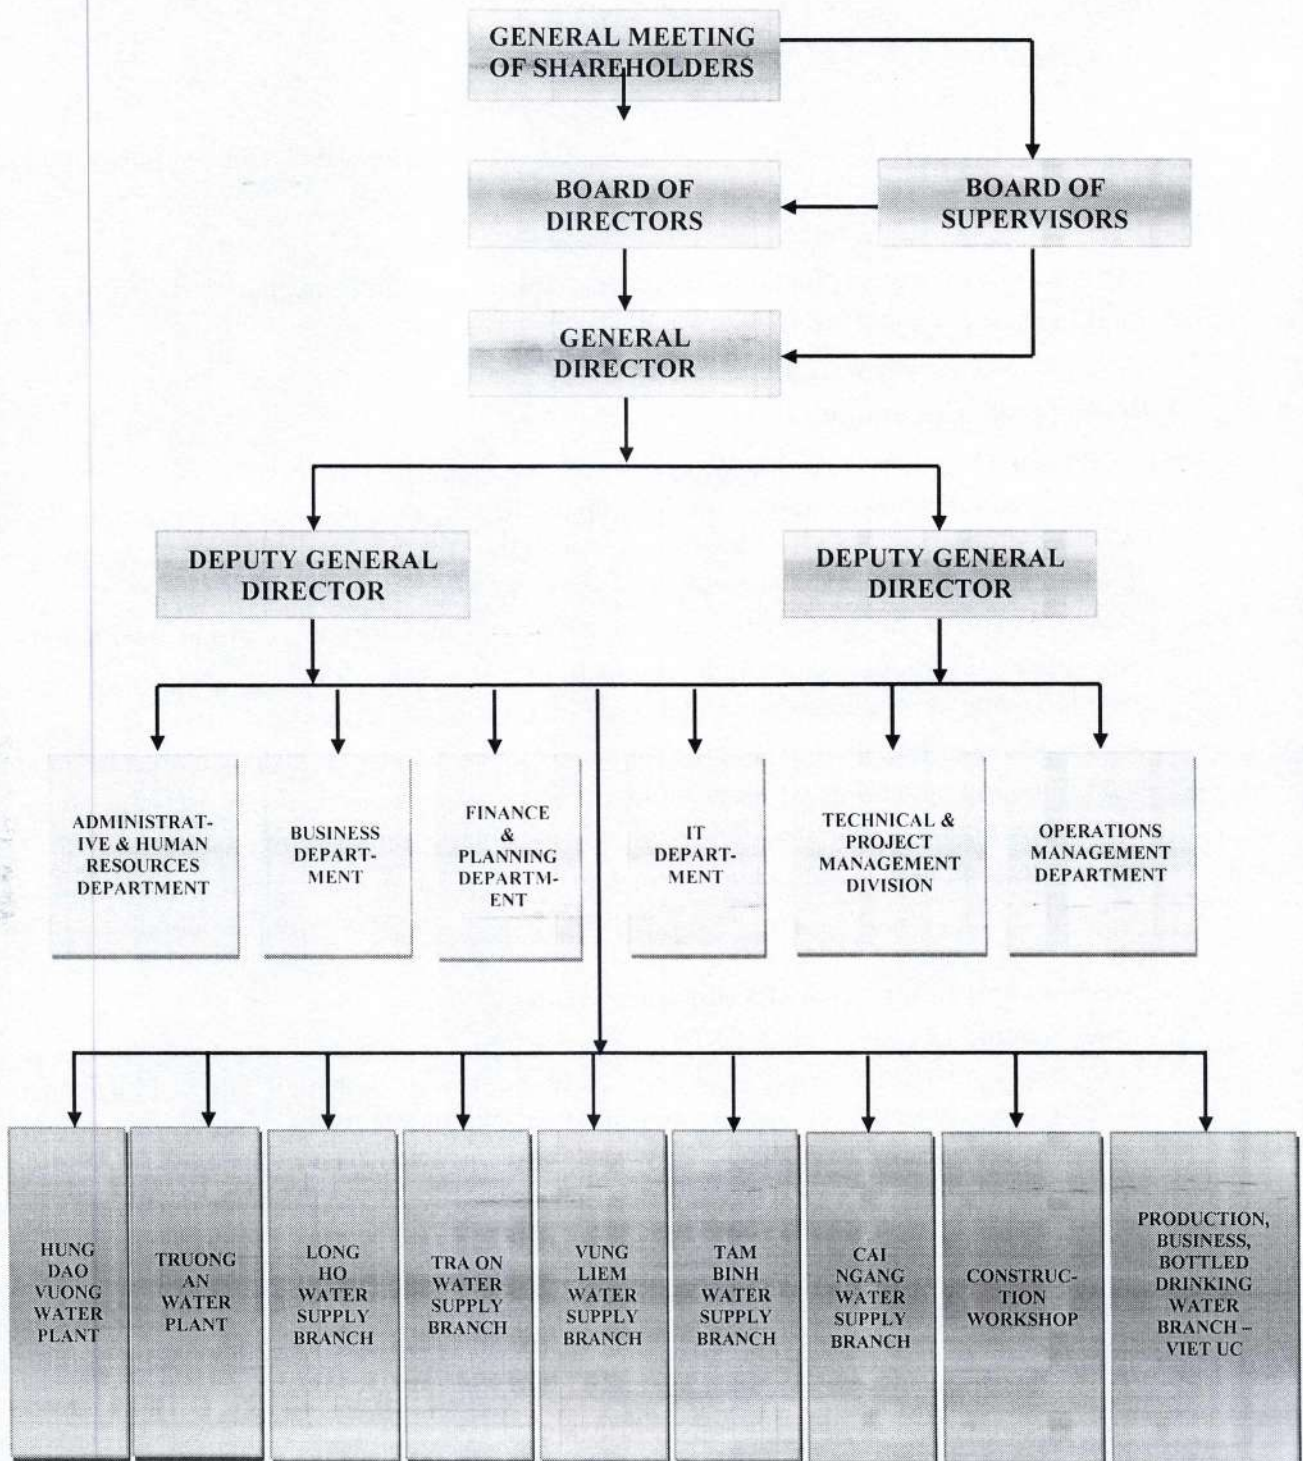 GENERAL MEETING
OF SHAREHOLDERS
BOARD OF
DIRECTORS
BOARD OF
SUPERVISORS
GENERAL
DIRECTOR
DEPUTY GENERAL
DIRECTOR
DEPUTY GENERAL
DIRECTOR
ADMINISTRAT-
IVE & HUMAN
RESOURCES
DEPARTMENT
BUSINESS
DEPART-
MENT
FINANCE
&
PLANNING
DEPARTM-
ENT
IT
DEPART-
MENT
TECHNICAL &
PROJECT
MANAGEMENT
DIVISION
OPERATIONS
MANAGEMENT
DEPARTMENT
HUNG
DAO
VUONG
WATER
PLANT
TRUONG
AN
WATER
PLANT
LONG
HO
WATER
SUPPLY
BRANCH
TRA ON
WATER
SUPPLY
BRANCH
VUNG
LIEM
WATER
SUPPLY
BRANCH
TAM
BINH
WATER
SUPPLY
BRANCH
CAI
NGANG
WATER
SUPPLY
BRANCH
CONSTRUC-
TION
WORKSHOP
PRODUCTION,
BUSINESS,
BOTTLED
DRINKING
WATER
BRANCH –
VIET UC